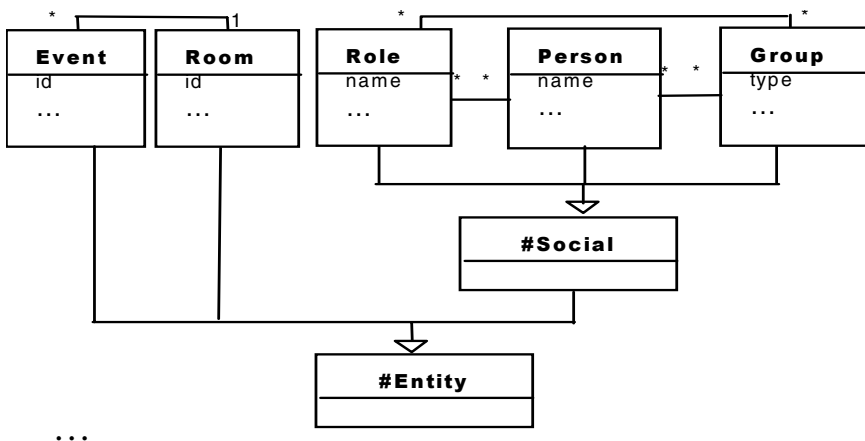 * 1 * *
Event Room Role Person Group
id id name * * name * * type
... ... ... ... ...
#Social
#Entity
...